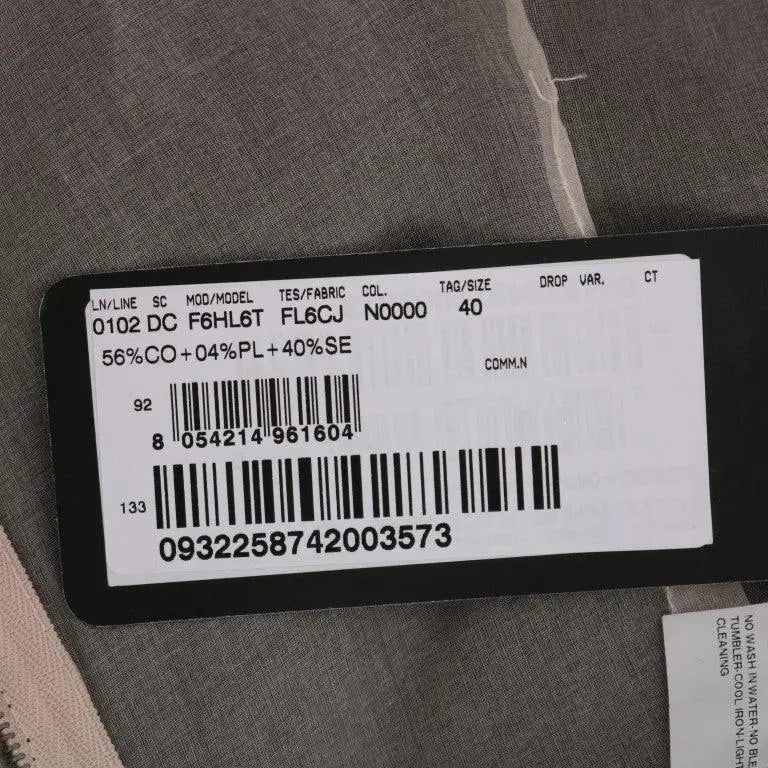 LN/LINE SC MOD/MODEL TES/FABRIC COL. TAG/SIZE DROP VAR. CT
0102 DC F6HL6T FL6CJ N0000 40
56%CO+04%PL+40%SE
COMM.N
92
8 054214 961604
133
0932258742003573
NO WASH IN WATER-NO BLE
TUMBLER-COOL IRON-LIGHT
CLEANING